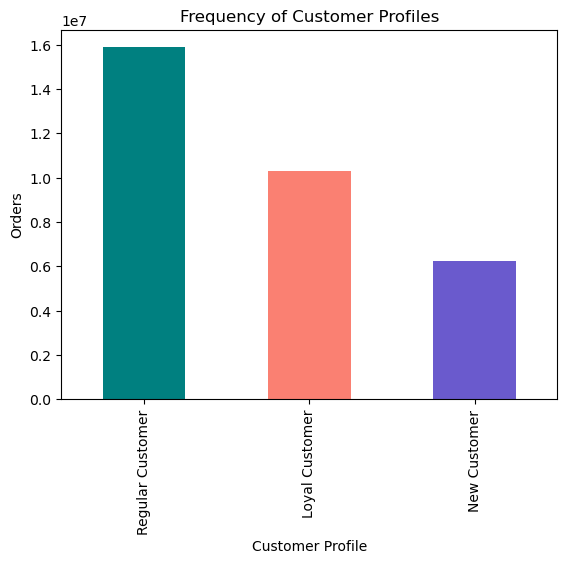 Frequency of Customer Profiles
1e7
1.6
1.4
1.2
1.0
0.8
0.6
0.4
0.2
0.0
Orders
Regular Customer
Loyal Customer
New Customer
Customer Profile